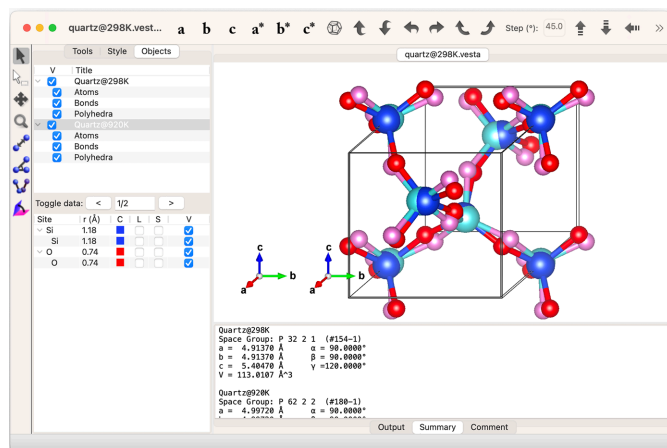 quartz@298K.vest... a b c a* b* c* Step (°): 45.0 »
Tools Style Objects
quartz@298K.vesta
V Title
Quartz@298K
Atoms
Bonds
Polyhedra
Quartz@920K
Atoms
Bonds
Polyhedra
Toggle data: < 1/2 >
Site r (Å) C L S V
Si 1.18
Si 1.18
O 0.74
O 0.74
c
b
a
c
b
a
Quartz@298K
Space Group: P 32 2 1 (#154-1)
a = 4.91370 Å α = 90.0000°
b = 4.91370 Å β = 90.0000°
c = 5.40470 Å γ =120.0000°
V = 113.0107 Å^3
Quartz@920K
Space Group: P 62 2 2 (#180-1)
a = 4.99720 Å α = 90.0000°
Output Summary Comment